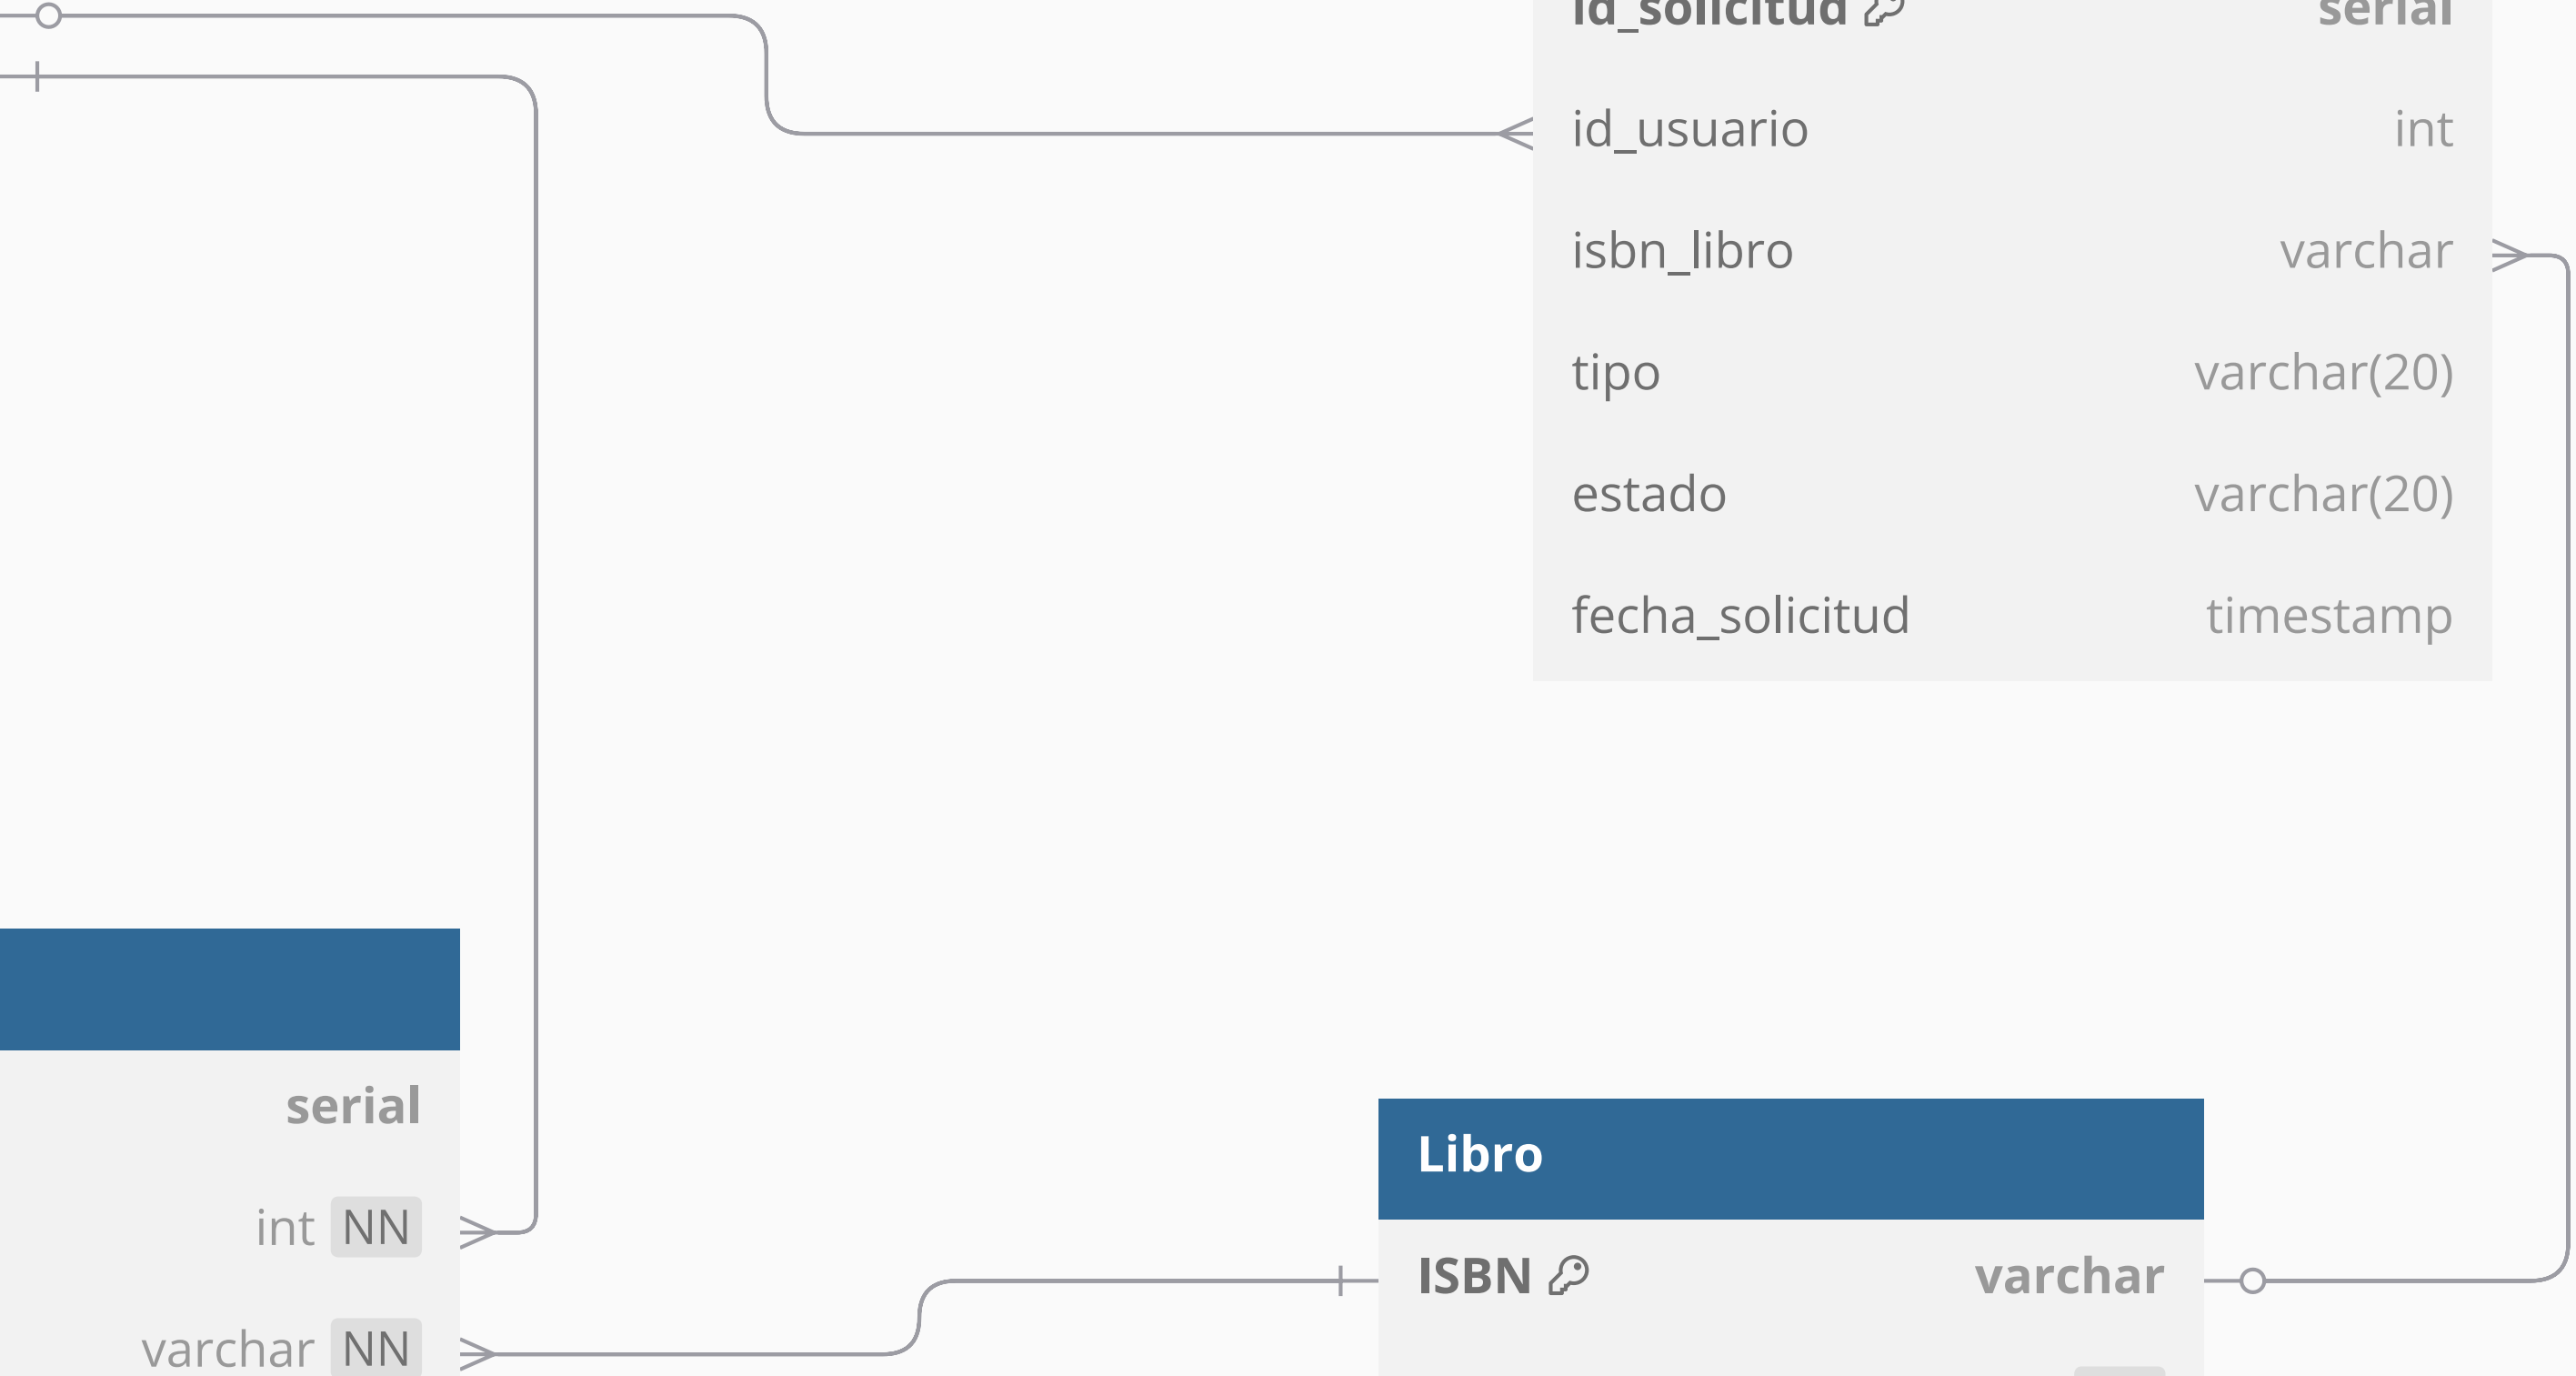 id_solicitud serial
id_usuario int
isbn_libro varchar
tipo varchar(20)
estado varchar(20)
fecha_solicitud timestamp
serial
int NN
varchar NN
Libro
ISBN varchar